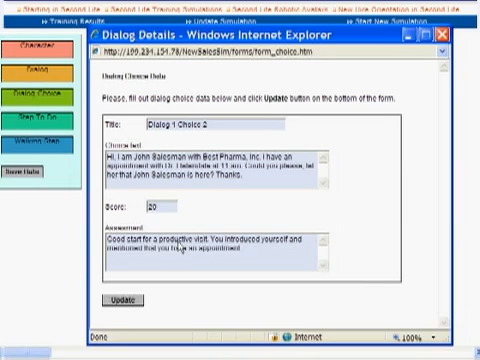 Starting in Second Life Second Life Training Simulations Second Life Robotic Avatars New Hire Orientation in Second Life
Training Results Update Simulation Start New Simulation
Character
Dialog
Dialog Choice
Step To Do
Walking Step
Save Data
Dialog Details - Windows Internet Explorer
http://199.234.154.78/NewSalesSim/forms/form_choice.htm
Dialog Choice Data
Please, fill out dialog choice data below and click Update button on the bottom of the form.
Title: Dialog 1 Choice 2
Choice text
Hi, I am John Salesman with Best Pharma, Inc. I have an
appointment with Dr. at 11 am. Could you please, let
her that John Salesman is here? Thanks.
Score: 20
Assessment
Good start for a productive visit. You introduced yourself and
mentioned that you have an appointment
Update
Done Internet 100%